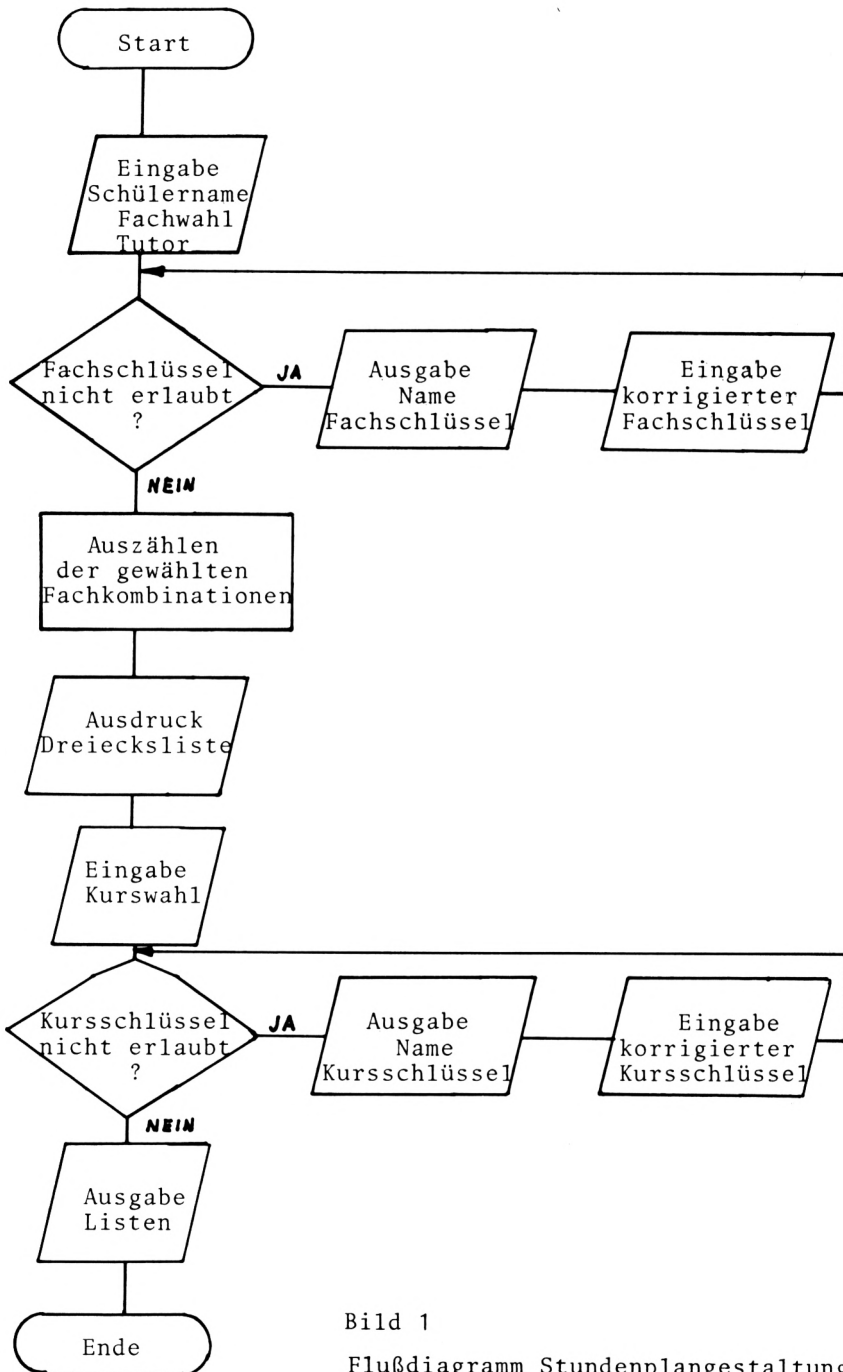 Start
Eingabe
Schülername
Fachwahl
Tutor
Fachschlüssel
nicht erlaubt
?
JA
Ausgabe
Name
Fachschlüssel
Eingabe
korrigierter
Fachschlüssel
NEIN
Auszählen
der gewählten
Fachkombinationen
Ausdruck
Dreiecksliste
Eingabe
Kurswahl
Kursschlüssel
nicht erlaubt
?
JA
Ausgabe
Name
Kursschlüssel
Eingabe
korrigierter
Kursschlüssel
NEIN
Ausgabe
Listen
Ende
Bild 1
Flußdiagramm Stundenplangestaltung